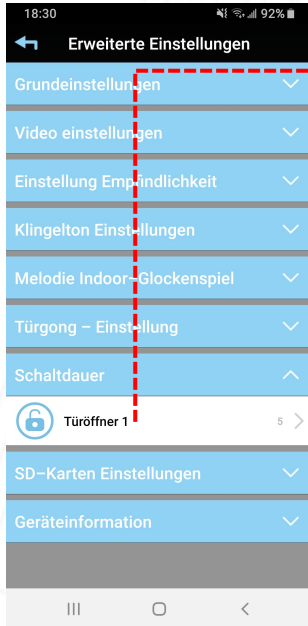 18:30 92%
Erweiterte Einstellungen
Grundeinstellungen
Video einstellungen
Einstellung Empfindlichkeit
Klingelton Einstellungen
Melodie Indoor-Glockenspiel
Türgong – Einstellung
Schaltdauer
Türöffner 1 5
SD-Karten Einstellungen
Geräteinformation